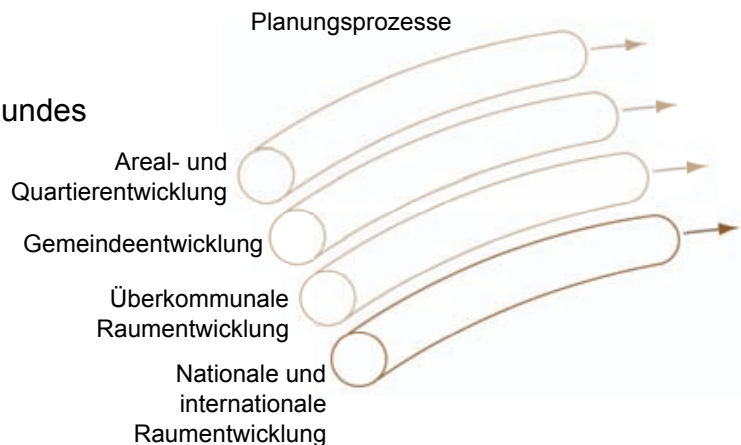 Planungsprozesse
undes
Areal- und
Quartierentwicklung
Gemeindeentwicklung
Überkommunale
Raumentwicklung
Nationale und
internationale
Raumentwicklung